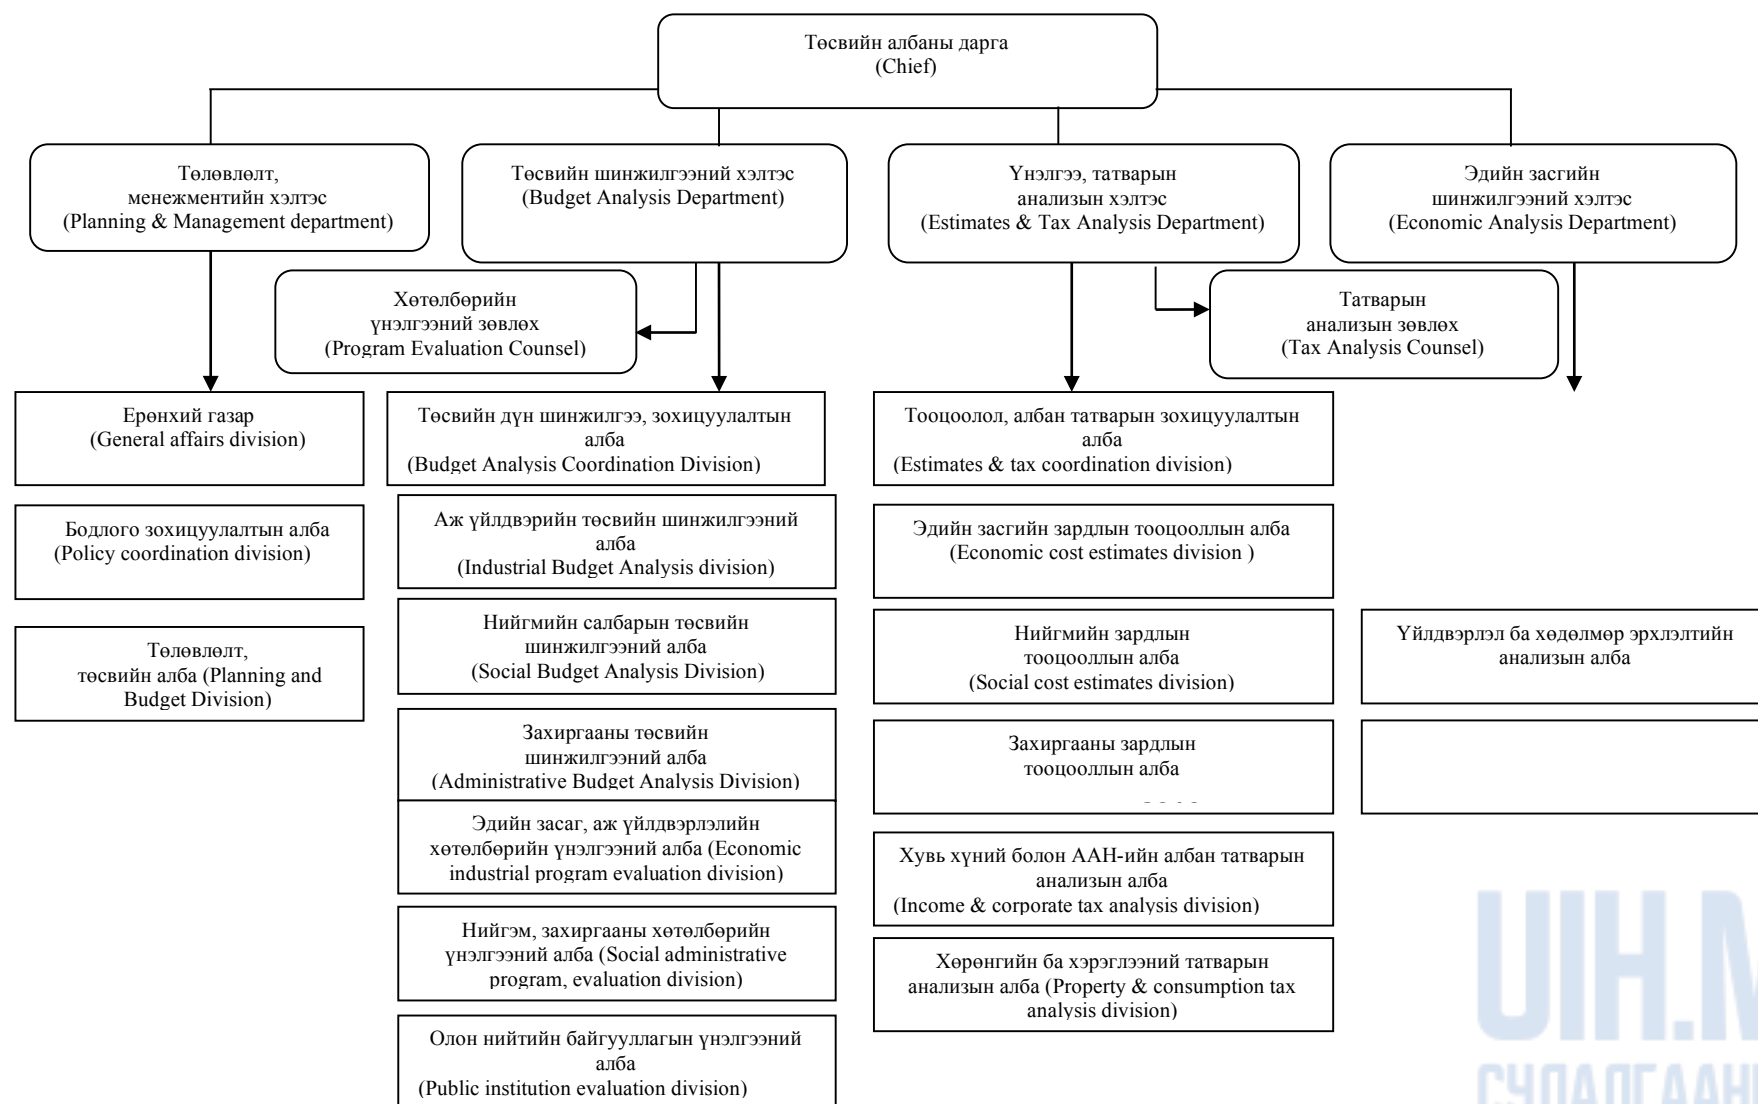 Төсвийн албаны дарга
(Chief)
Төлөвлөлт,
менежментийн хэлтэс
(Planning & Management department)
Төсвийн шинжилгээний хэлтэс
(Budget Analysis Department)
Үнэлгээ, татварын
анализын хэлтэс
(Estimates & Tax Analysis Department)
Эдийн засгийн
шинжилгээний хэлтэс
(Economic Analysis Department)
Хөтөлбөрийн
үнэлгээний зөвлөх
(Program Evaluation Counsel)
Татварын
анализын зөвлөх
(Tax Analysis Counsel)
Ерөнхий газар
(General affairs division)
Бодлого зохицуулалтын алба
(Policy coordination division)
Төлөвлөлт,
төсвийн алба (Planning and
Budget Division)
Төсвийн дүн шинжилгээ, зохицуулалтын
алба
(Budget Analysis Coordination Division)
Аж үйлдвэрийн төсвийн шинжилгээний
алба
(Industrial Budget Analysis division)
Нийгмийн салбарын төсвийн
шинжилгээний алба
(Social Budget Analysis Division)
Захиргааны төсвийн
шинжилгээний алба
(Administrative Budget Analysis Division)
Эдийн засаг, аж үйлдвэрлэлийн
хөтөлбөрийн үнэлгээний алба (Economic
industrial program evaluation division)
Нийгэм, захиргааны хөтөлбөрийн
үнэлгээний алба (Social administrative
program, evaluation division)
Олон нийтийн байгууллагын үнэлгээний
алба
(Public institution evaluation division)
Тооцоолол, албан татварын зохицуулалтын
алба
(Estimates & tax coordination division)
Эдийн засгийн зардлын тооцооллын алба
(Economic cost estimates division )
Нийгмийн зардлын
тооцооллын алба
(Social cost estimates division)
Захиргааны зардлын
тооцооллын алба
Хувь хүний болон ААН-ийн албан татварын
анализын алба
(Income & corporate tax analysis division)
Хөрөнгийн ба хэрэглээний татварын
анализын алба (Property & consumption tax
analysis division)
Үйлдвэрлэл ба хөдөлмөр эрхлэлтийн
анализын алба
UIH.M
СУДАЛГААНЫ